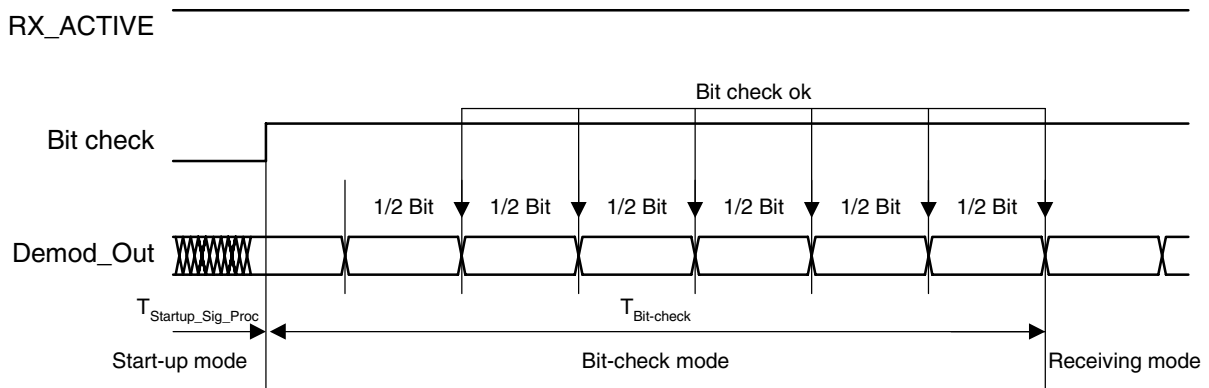 RX_ACTIVE
Bit check ok
Bit check
1/2 Bit 1/2 Bit 1/2 Bit 1/2 Bit 1/2 Bit 1/2 Bit
Demod_Out
TStartup_Sig_Proc TBit-check
Start-up mode Bit-check mode Receiving mode